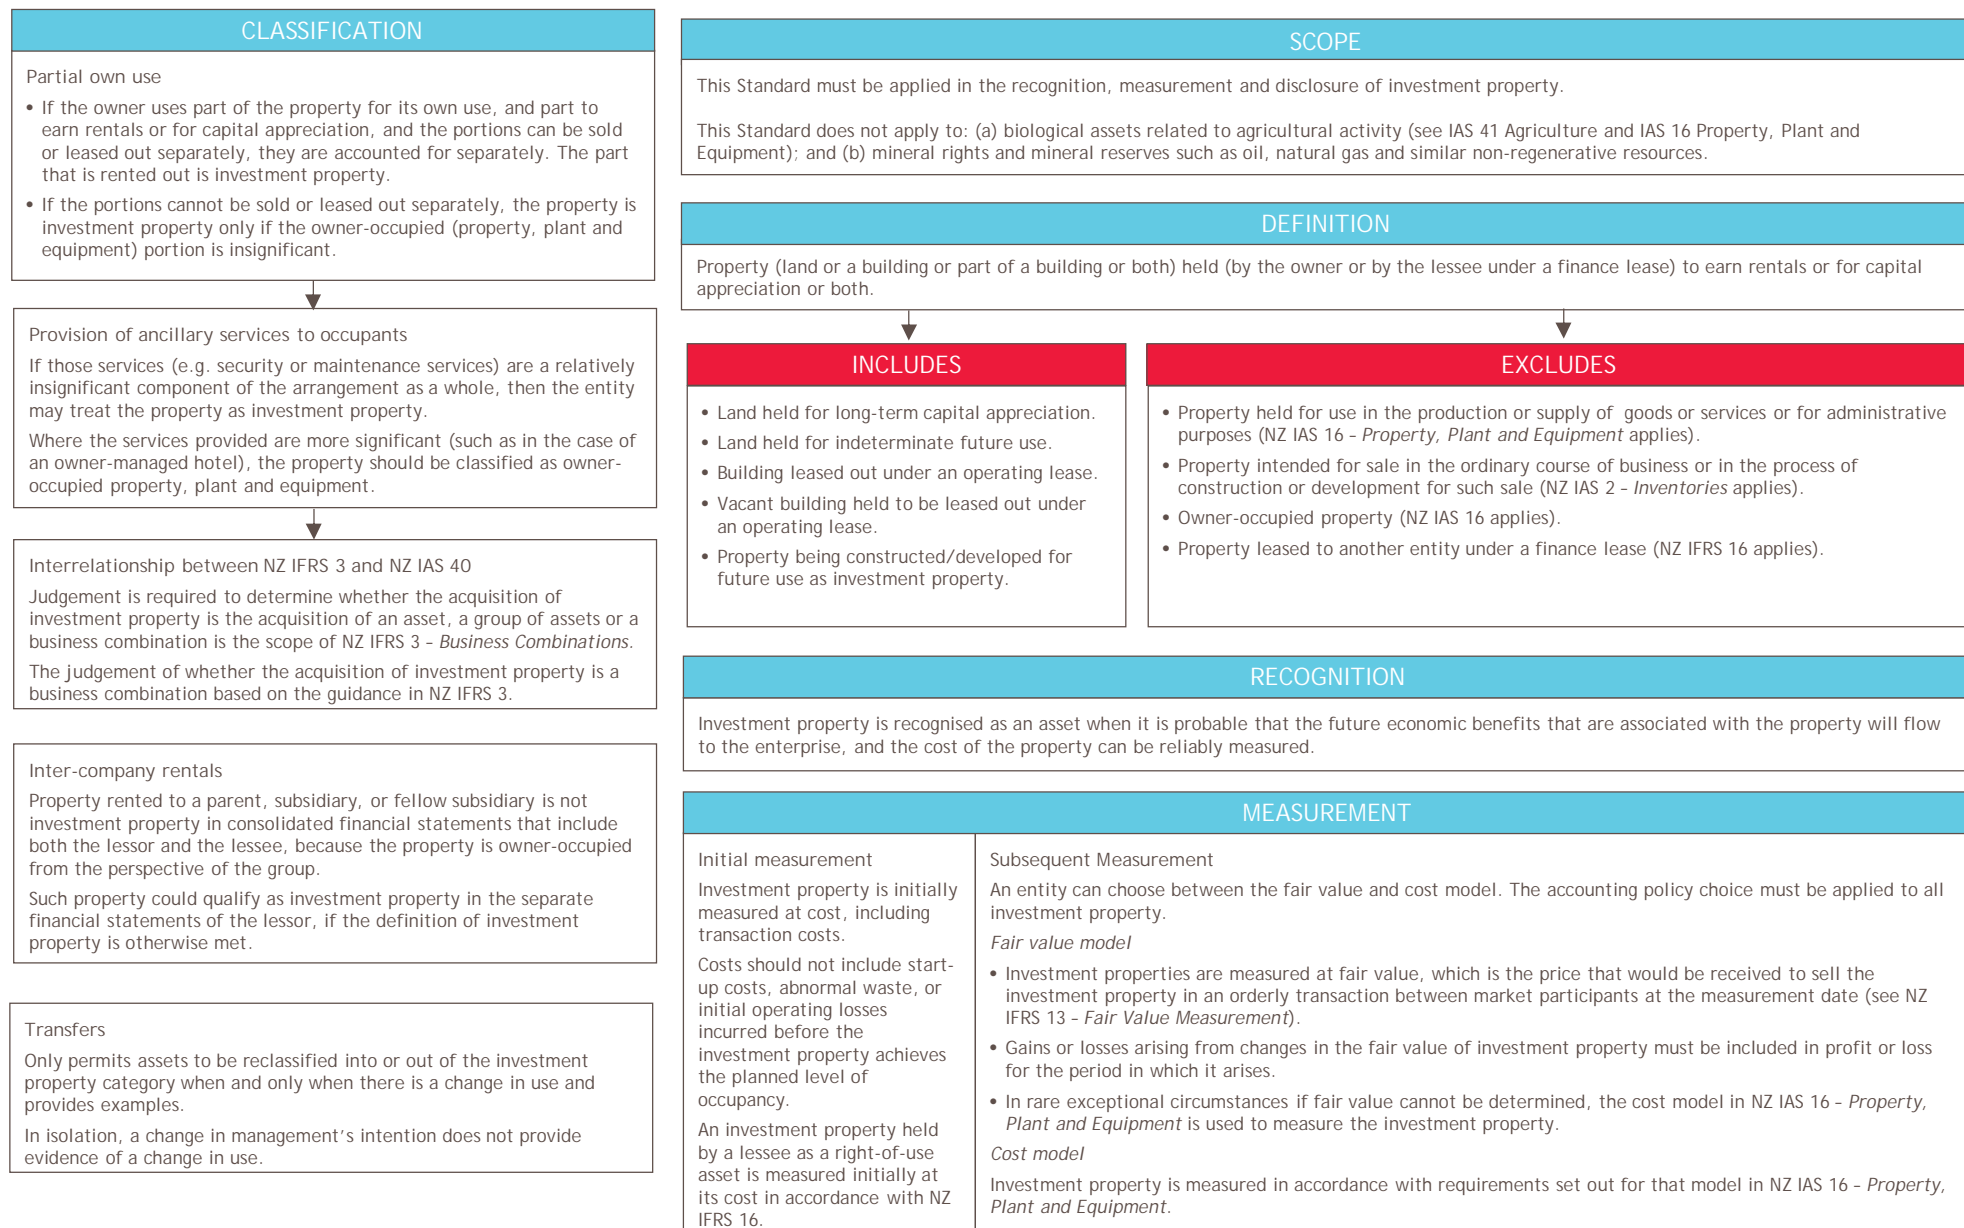 CLASSIFICATION
Partial own use
• If the owner uses part of the property for its own use, and part to
earn rentals or for capital appreciation, and the portions can be sold
or leased out separately, they are accounted for separately. The part
that is rented out is investment property.
• If the portions cannot be sold or leased out separately, the property is
investment property only if the owner-occupied (property, plant and
equipment) portion is insignificant.
Provision of ancillary services to occupants
If those services (e.g. security or maintenance services) are a relatively
insignificant component of the arrangement as a whole, then the entity
may treat the property as investment property.
Where the services provided are more significant (such as in the case of
an owner-managed hotel), the property should be classified as owner-
occupied property, plant and equipment.
Interrelationship between NZ IFRS 3 and NZ IAS 40
Judgement is required to determine whether the acquisition of
investment property is the acquisition of an asset, a group of assets or a
business combination is the scope of NZ IFRS 3 – Business Combinations.
The judgement of whether the acquisition of investment property is a
business combination based on the guidance in NZ IFRS 3.
Inter-company rentals
Property rented to a parent, subsidiary, or fellow subsidiary is not
investment property in consolidated financial statements that include
both the lessor and the lessee, because the property is owner-occupied
from the perspective of the group.
Such property could qualify as investment property in the separate
financial statements of the lessor, if the definition of investment
property is otherwise met.
Transfers
Only permits assets to be reclassified into or out of the investment
property category when and only when there is a change in use and
provides examples.
In isolation, a change in management's intention does not provide
evidence of a change in use.
SCOPE
This Standard must be applied in the recognition, measurement and disclosure of investment property.
This Standard does not apply to: (a) biological assets related to agricultural activity (see IAS 41 Agriculture and IAS 16 Property, Plant and
Equipment); and (b) mineral rights and mineral reserves such as oil, natural gas and similar non-regenerative resources.
DEFINITION
Property (land or a building or part of a building or both) held (by the owner or by the lessee under a finance lease) to earn rentals or for capital
appreciation or both.
INCLUDES
• Land held for long-term capital appreciation.
• Land held for indeterminate future use.
• Building leased out under an operating lease.
• Vacant building held to be leased out under
an operating lease.
• Property being constructed/developed for
future use as investment property.
EXCLUDES
• Property held for use in the production or supply of goods or services or for administrative
purposes (NZ IAS 16 – Property, Plant and Equipment applies).
• Property intended for sale in the ordinary course of business or in the process of
construction or development for such sale (NZ IAS 2 – Inventories applies).
• Owner-occupied property (NZ IAS 16 applies).
• Property leased to another entity under a finance lease (NZ IFRS 16 applies).
RECOGNITION
Investment property is recognised as an asset when it is probable that the future economic benefits that are associated with the property will flow
to the enterprise, and the cost of the property can be reliably measured.
MEASUREMENT
Initial measurement
Investment property is initially
measured at cost, including
transaction costs.
Costs should not include start-
up costs, abnormal waste, or
initial operating losses
incurred before the
investment property achieves
the planned level of
occupancy.
An investment property held
by a lessee as a right-of-use
asset is measured initially at
its cost in accordance with NZ
IFRS 16.
Subsequent Measurement
An entity can choose between the fair value and cost model. The accounting policy choice must be applied to all
investment property.
Fair value model
• Investment properties are measured at fair value, which is the price that would be received to sell the
investment property in an orderly transaction between market participants at the measurement date (see NZ
IFRS 13 – Fair Value Measurement).
• Gains or losses arising from changes in the fair value of investment property must be included in profit or loss
for the period in which it arises.
• In rare exceptional circumstances if fair value cannot be determined, the cost model in NZ IAS 16 – Property,
Plant and Equipment is used to measure the investment property.
Cost model
Investment property is measured in accordance with requirements set out for that model in NZ IAS 16 – Property,
Plant and Equipment.